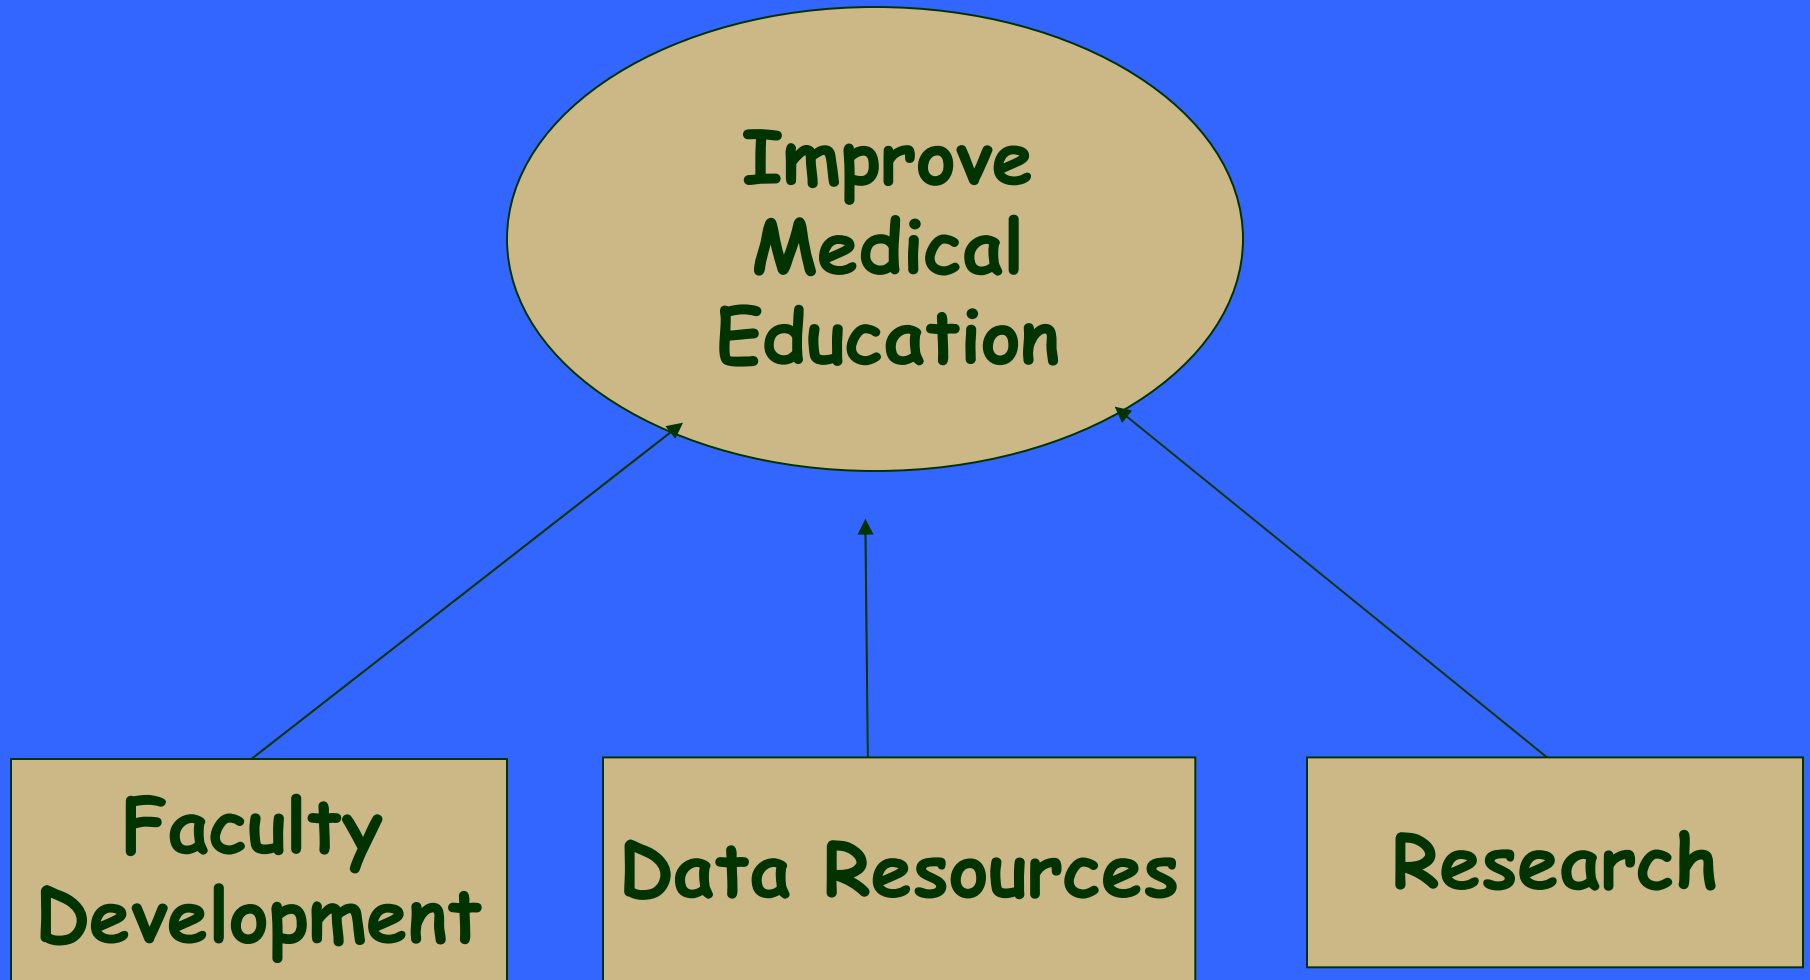 Improve
Medical
Education
Faculty
Development
Data Resources
Research